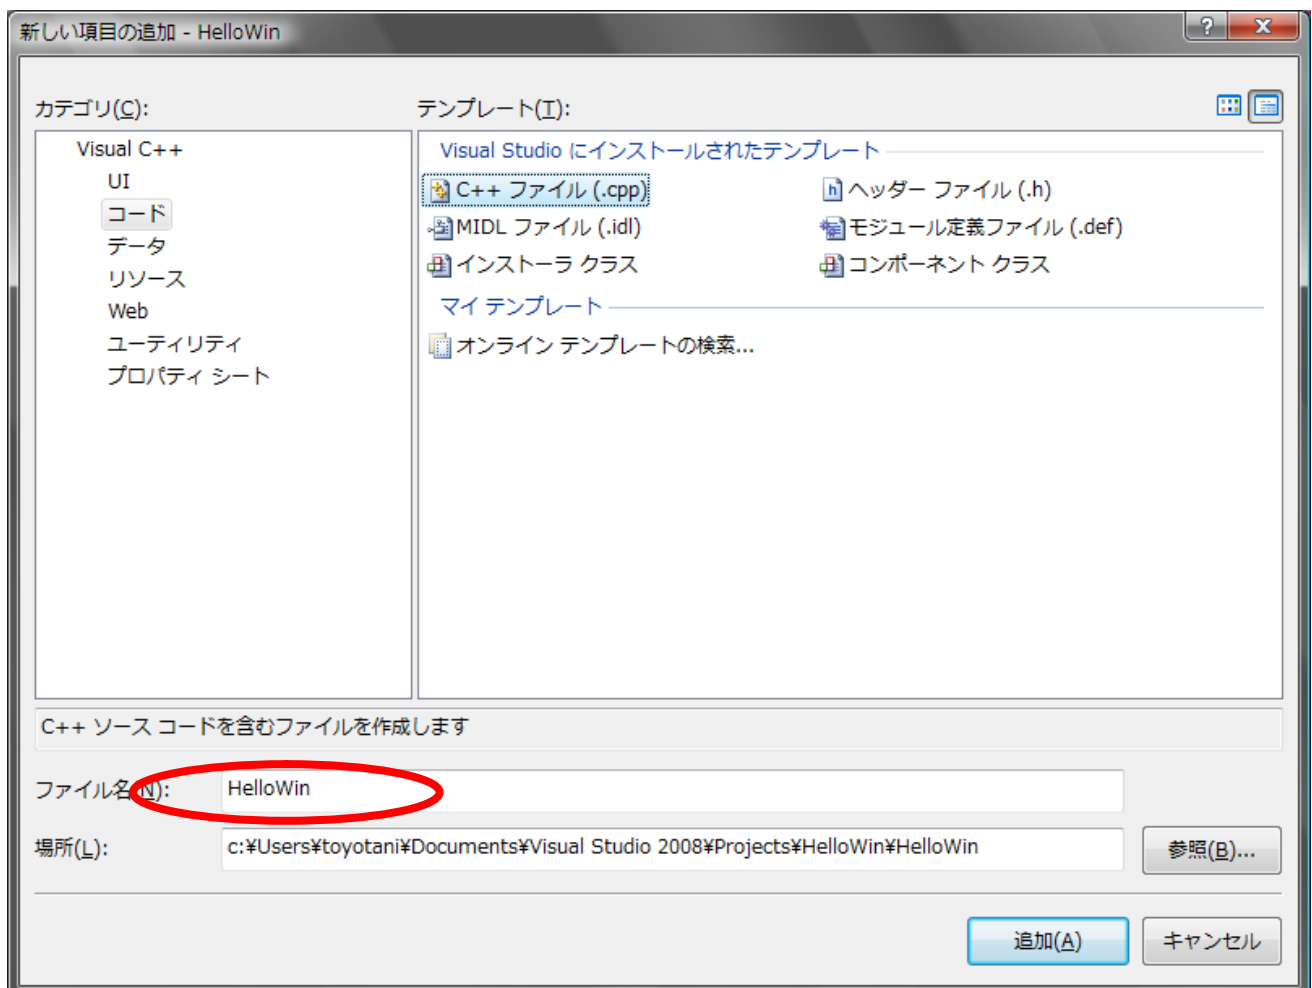 新しい項目の追加 - HelloWin
カテゴリ(C):
テンプレート(T):
Visual C++
UI
コード
データ
リソース
Web
ユーティリティ
プロパティ シート
Visual Studio にインストールされたテンプレート
C++ ファイル (.cpp)
ヘッダー ファイル (.h)
MIDL ファイル (.idl)
モジュール定義ファイル (.def)
インストーラ クラス
コンポーネント クラス
マイ テンプレート
オンライン テンプレートの検索...
C++ ソース コードを含むファイルを作成します
ファイル名(N): HelloWin
場所(L): c:¥Users¥toyotani¥Documents¥Visual Studio 2008¥Projects¥HelloWin¥HelloWin
参照(B)...
追加(A)
キャンセル